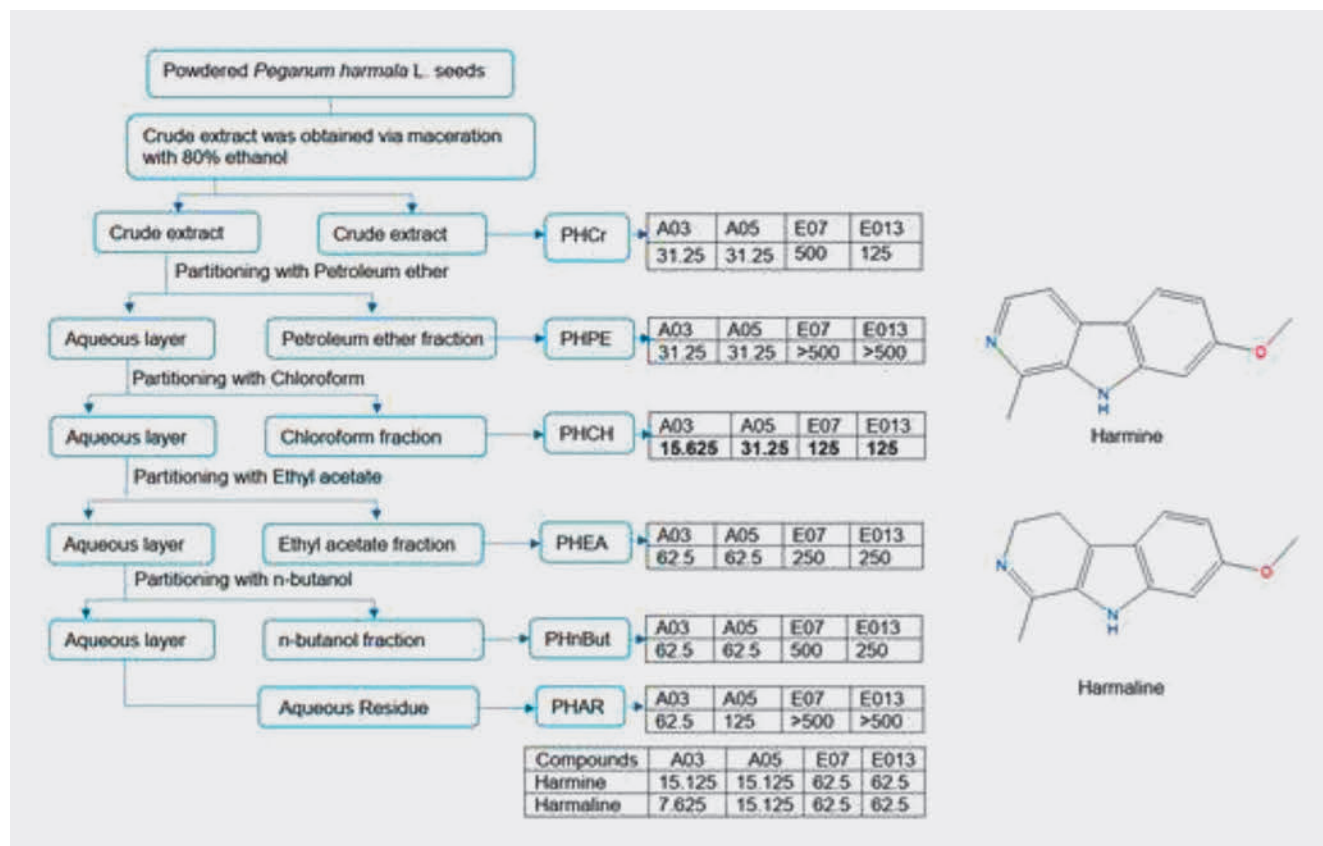 Powdered Peganum harmala L. seeds
Crude extract was obtained via maceration
with 80% ethanol
Crude extract
Crude extract
PHCr
A03 A05 E07 E013
31.25 31.25 500 125
Partitioning with Petroleum ether
Aqueous layer
Petroleum ether fraction
PHPE
A03 A05 E07 E013
31.25 31.25 >500 >500
Partitioning with Chloroform
Aqueous layer
Chloroform fraction
PHCH
A03 A05 E07 E013
15.625 31.25 125 125
Partitioning with Ethyl acetate
Aqueous layer
Ethyl acetate fraction
PHEA
A03 A05 E07 E013
62.5 62.5 250 250
Partitioning with n-butanol
Aqueous layer
n-butanol fraction
PHnBut
A03 A05 E07 E013
62.5 62.5 500 250
Aqueous Residue
PHAR
A03 A05 E07 E013
62.5 125 >500 >500
Compounds A03 A05 E07 E013
Harmine 15.125 15.125 62.5 62.5
Harmaline 7.625 15.125 62.5 62.5
N
O
N
H
Harmine
N
O
N
H
Harmaline